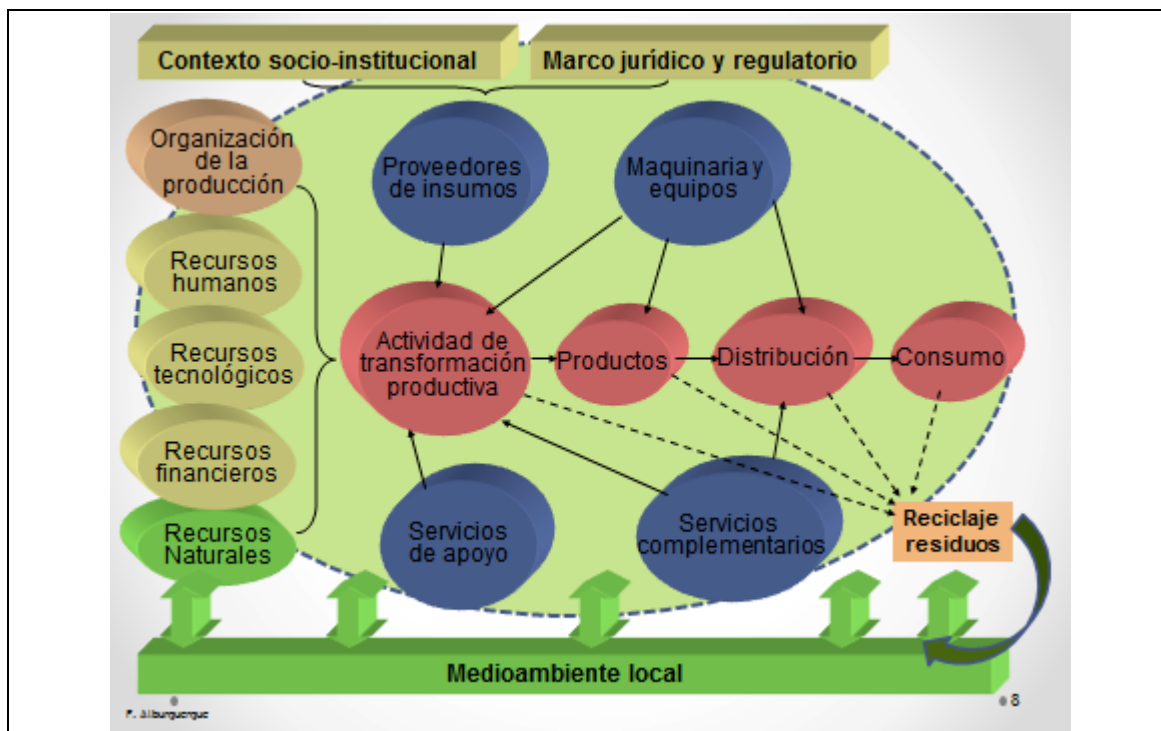 Contexto socio-institucional
Marco jurídico y regulatorio
Organización
de la
producción
Proveedores
de insumos
Maquinaria y
equipos
Recursos
humanos
Recursos
tecnológicos
Actividad de
transformación
productiva
Productos
Distribución
Consumo
Recursos
financieros
Recursos
Naturales
Servicios
de apoyo
Servicios
complementarios
Reciclaje
residuos
Medioambiente local
F. Alburquerque
8